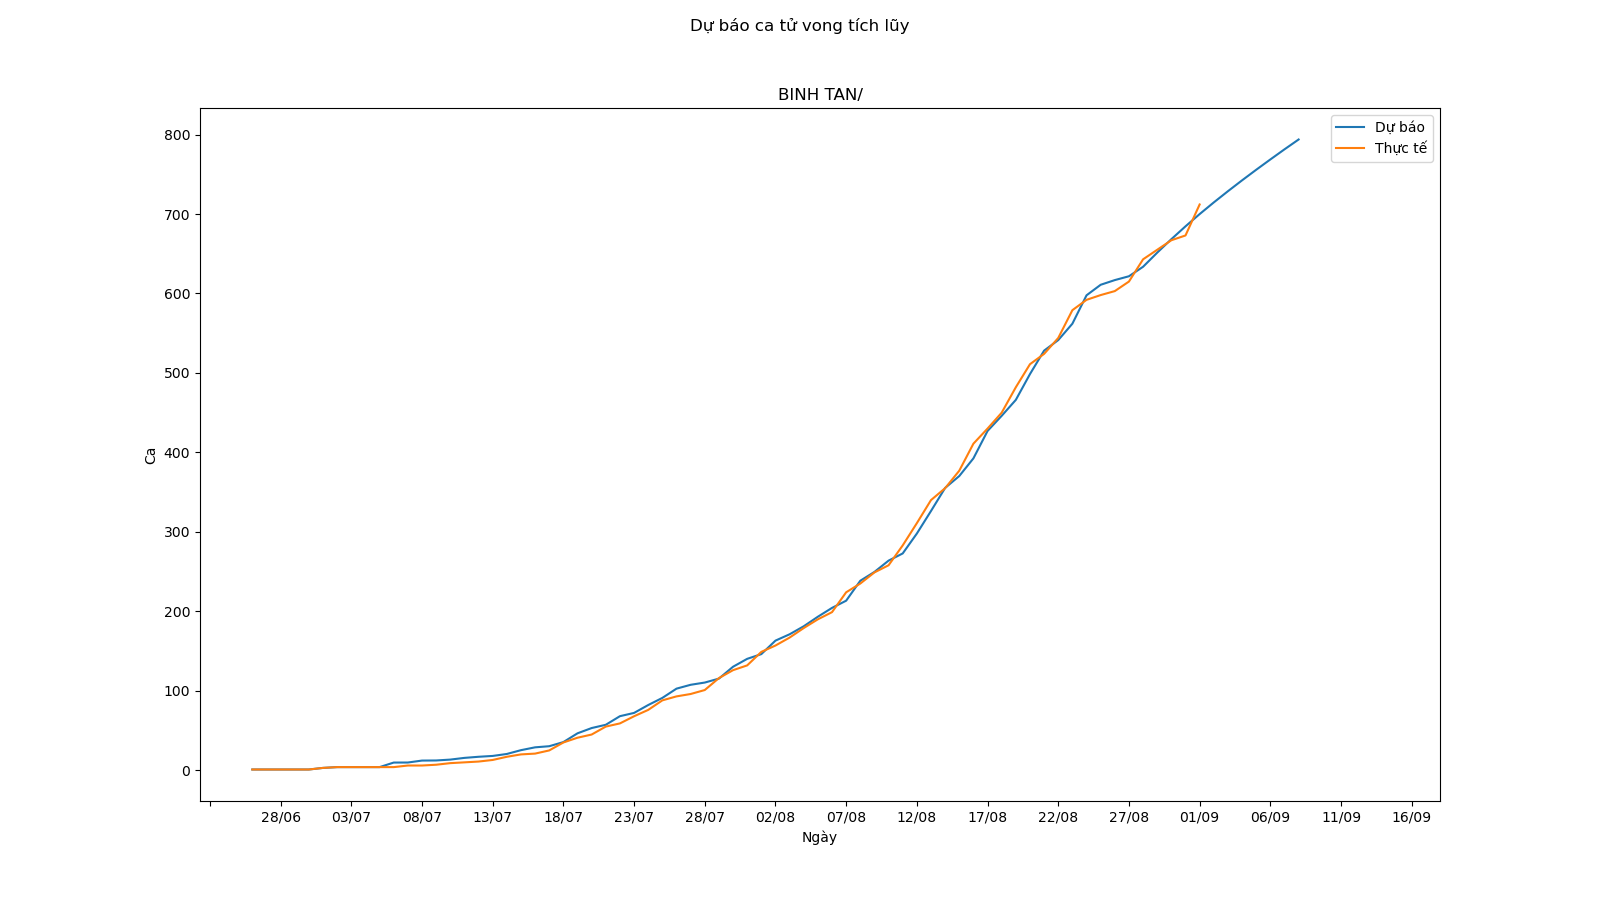 Dự báo ca tử vong tích lũy
BINH TAN/
Dự báo
Thực tế
800
700
600
500
400
300
200
100
0
Ca
28/06 03/07 08/07 13/07 18/07 23/07 28/07 02/08 07/08 12/08 17/08 22/08 27/08 01/09 06/09 11/09 16/09
Ngày